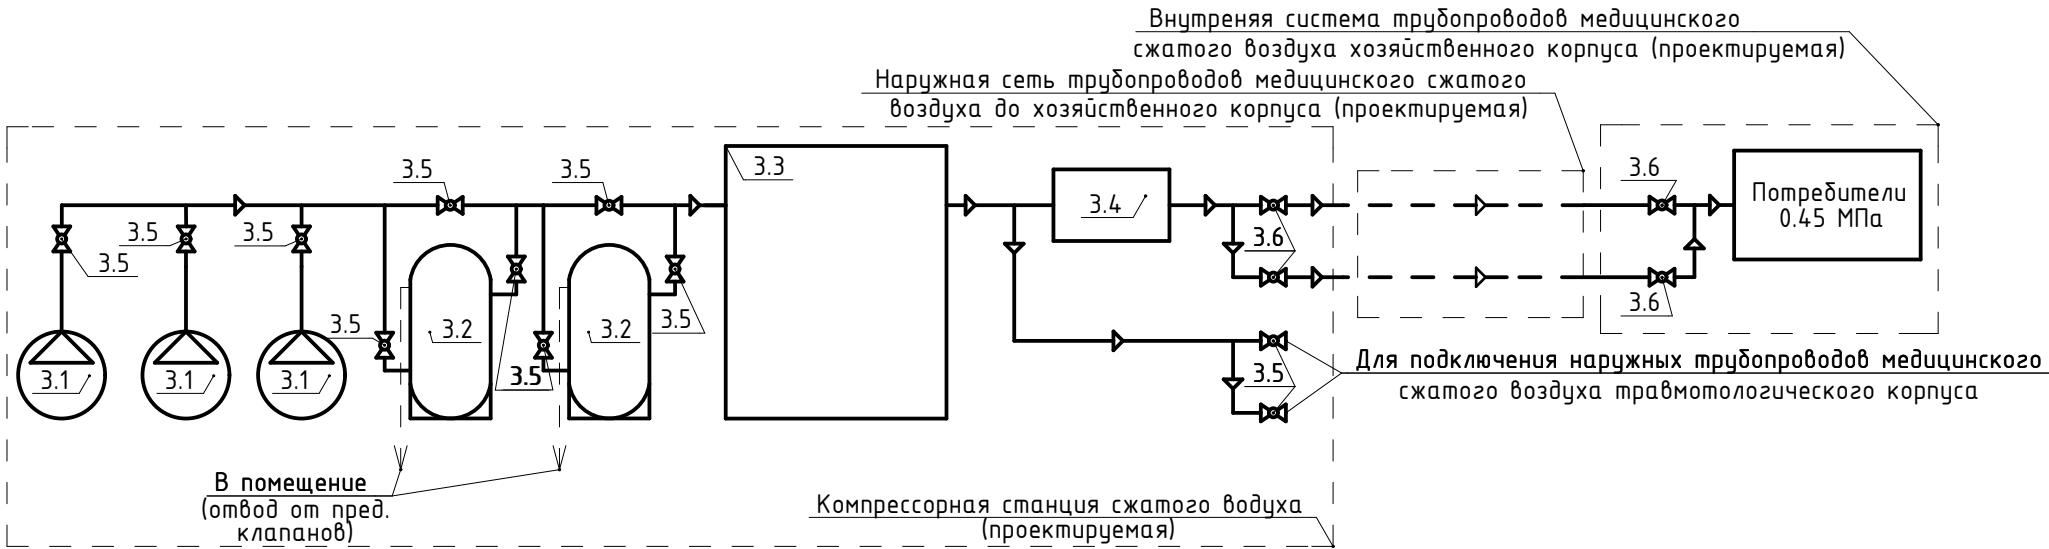 Внутреняя система трубопроводов медицинского
сжатого воздуха хозяйственного корпуса (проектируемая)
Наружная сеть трубопроводов медицинского сжатого
воздуха до хозяйственного корпуса (проектируемая)
3.5
3.5
3.3
3.4
3.6
Потребители
0.45 МПа
3.5
3.5
3.5
3.6
3.6
3.5
3.2
3.5
3.2
3.5
3.1
3.1
3.1
3.5
Для подключения наружных трубопроводов медицинского
сжатого воздуха травмотологического корпуса
В помещение
(отвод от пред.
клапанов)
Компрессорная станция сжатого водуха
(проектируемая)